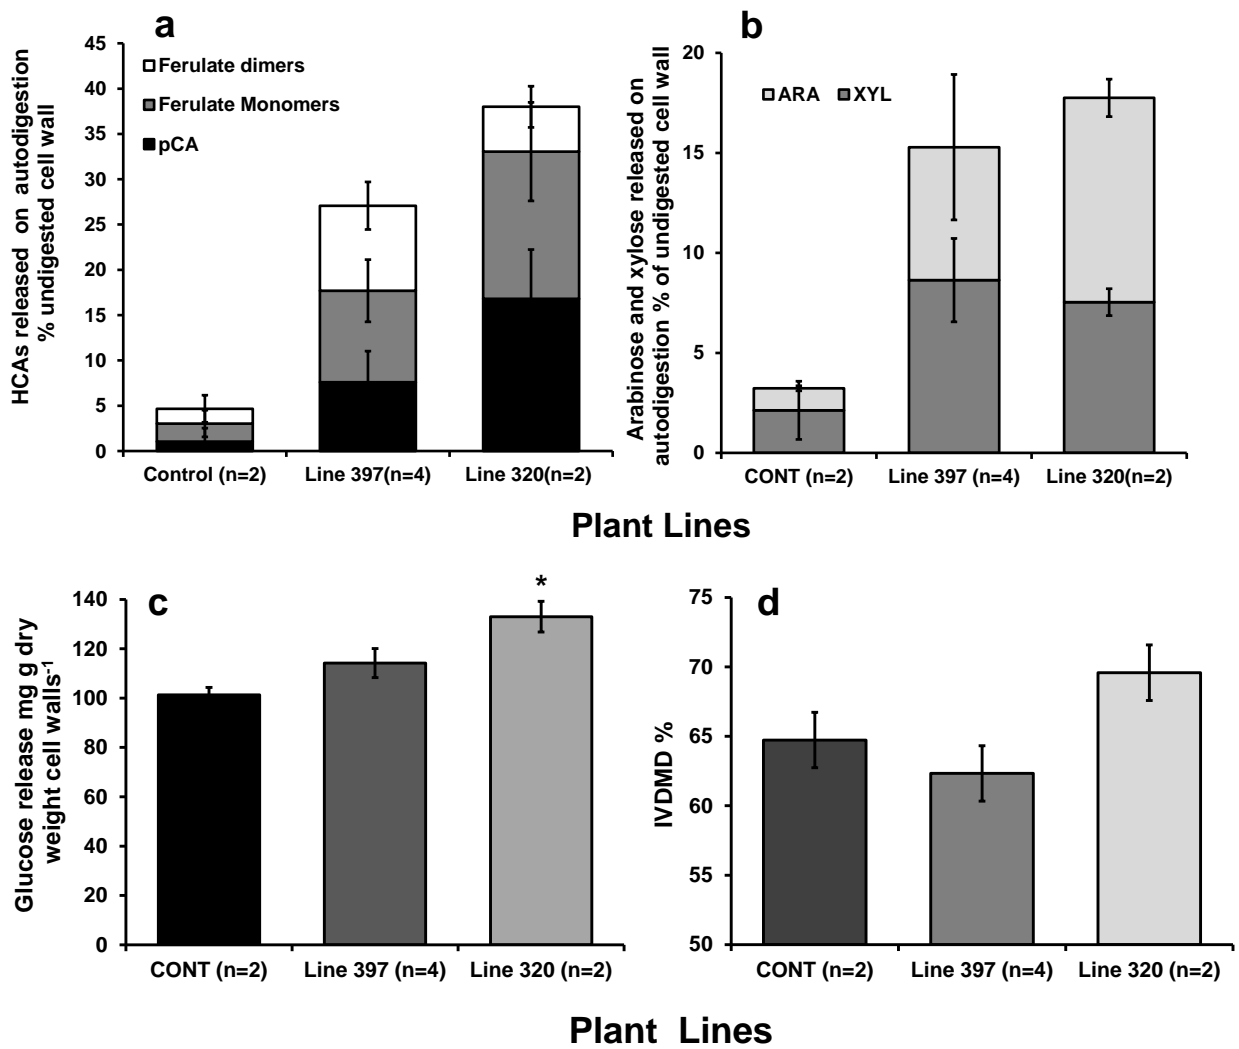 a
HCAs released on autodigestion
% undigested cell wall
45
40
35
30
25
20
15
10
5
0
Ferulate dimers
Ferulate Monomers
pCA
Control (n=2)
Line 397(n=4)
Line 320(n=2)
b
Arabinose and xylose released on
autodigestion % of undigested cell wall
20
15
10
5
0
ARA
XYL
CONT (n=2)
Line 397 (n=4)
Line 320(n=2)
Plant Lines
c
Glucose release mg g dry
weight cell walls⁻¹
140
120
100
80
60
40
20
0
*
CONT (n=2)
Line 397 (n=4)
Line 320 (n=2)
d
IVDMD %
75
70
65
60
55
50
CONT (n=2)
Line 397 (n=4)
Line 320 (n=2)
Plant Lines